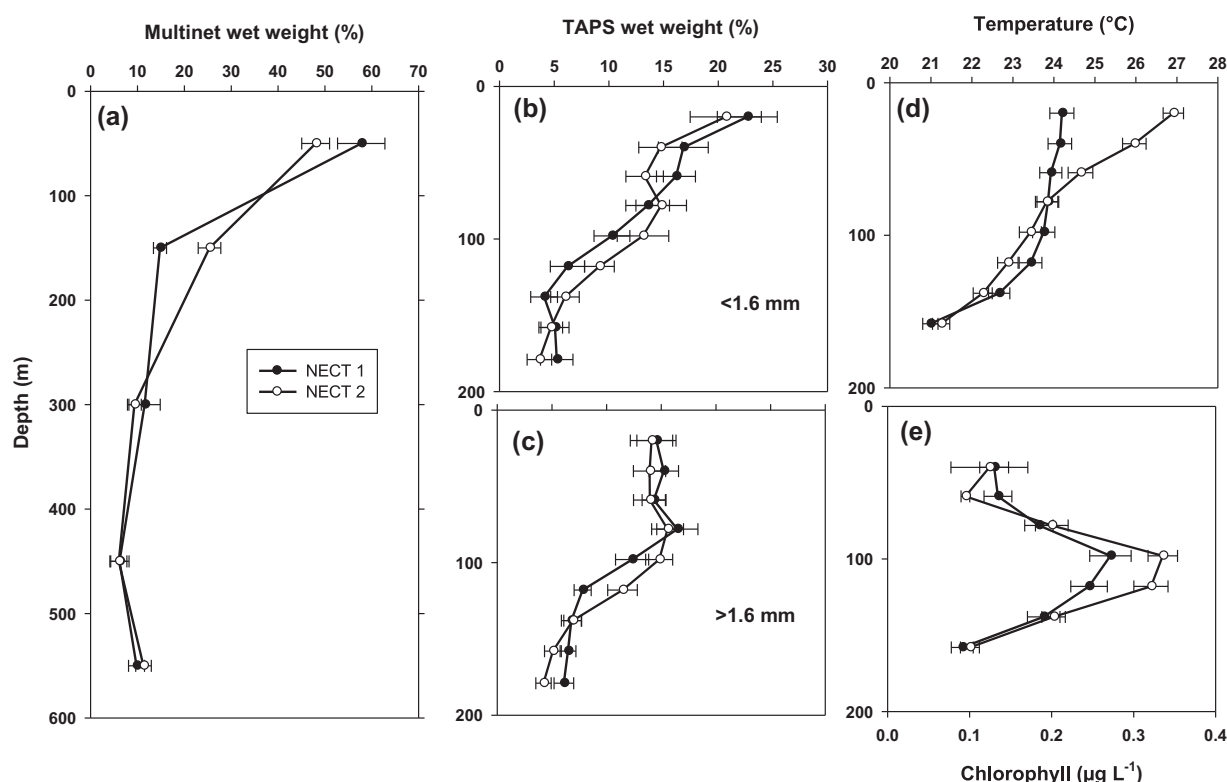 Multinet wet weight (%)
0 10 20 30 40 50 60 70
TAPS wet weight (%)
0 5 10 15 20 25 30
Temperature (°C)
20 21 22 23 24 25 26 27 28
(a)
0
100
200
300
400
500
600
Depth (m)
NECT 1
NECT 2
(b)
0
100
200
<1.6 mm
(c)
0
100
200
>1.6 mm
(d)
0
100
200
(e)
0
100
200
0.0 0.1 0.2 0.3 0.4
Chlorophyll (µg L⁻¹)